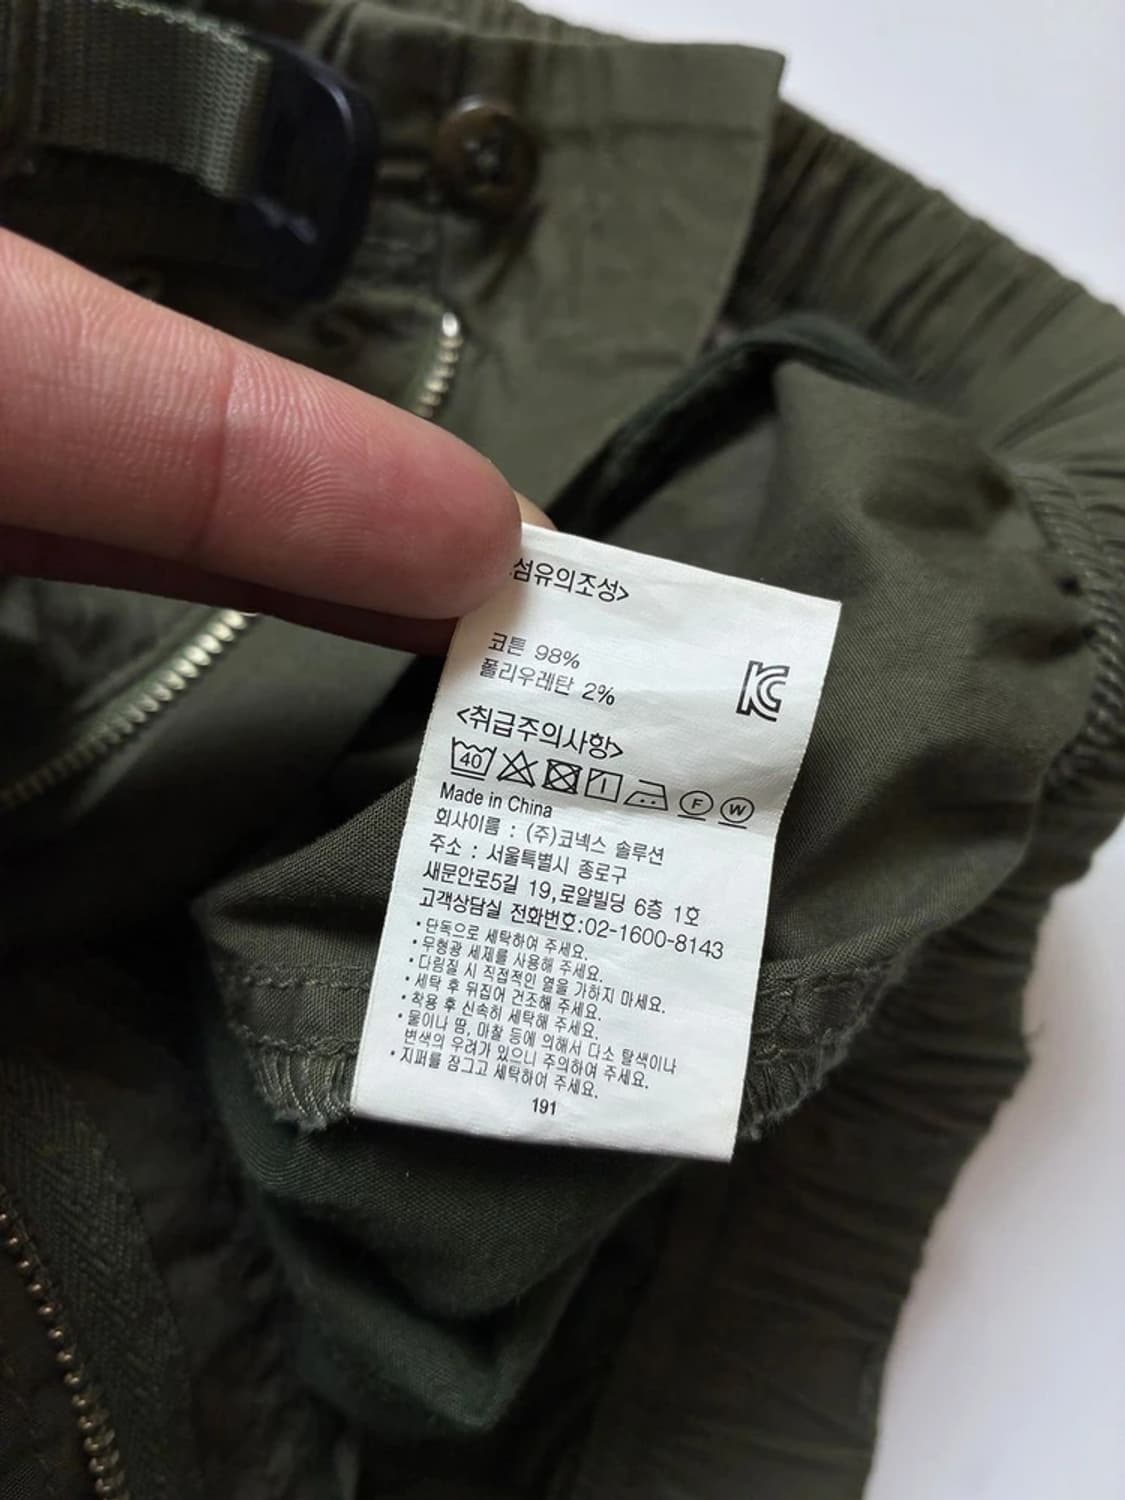 섬유의조성>
코튼 98%
폴리우레탄 2%
KC
<취급주의사항>
40
F W
Made in China
회사이름 : (주)코넥스 솔루션
주소 : 서울특별시 종로구
새문안로5길 19,로얄빌딩 6층 1호
고객상담실 전화번호:02-1600-8143
·단독으로 세탁하여 주세요.
·무형광 세제를 사용해 주세요.
·다림질 시 직접적인 열을 가하지 마세요.
·세탁 후 뒤집어 건조해 주세요.
·착용 후 신속히 세탁해 주세요.
·물이나 땀, 마찰 등에 의해서 다소 탈색이나
변색의 우려가 있으니 주의하여 주세요.
·지퍼를 잠그고 세탁하여 주세요.
191